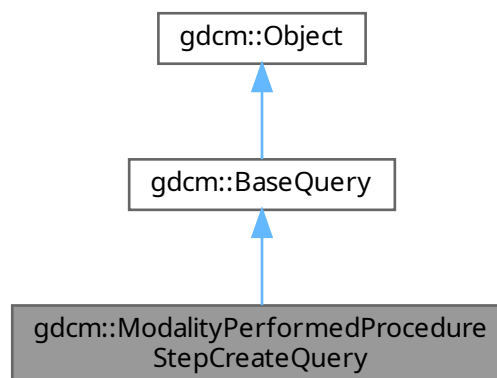 gdcm::Object
gdcm::BaseQuery
gdcm::ModalityPerformedProcedure
StepCreateQuery